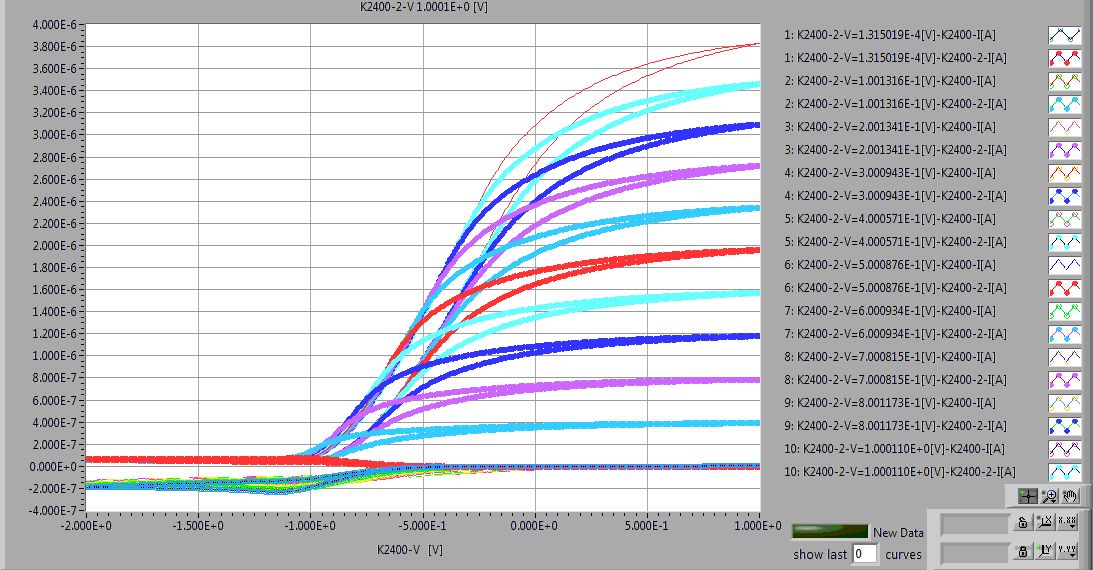 K2400-2-V 1.0001E+0 [V]
4.000E-6
3.800E-6
3.600E-6
3.400E-6
3.200E-6
3.000E-6
2.800E-6
2.600E-6
2.400E-6
2.200E-6
2.000E-6
1.800E-6
1.600E-6
1.400E-6
1.200E-6
1.000E-6
8.000E-7
6.000E-7
4.000E-7
2.000E-7
0.000E+0
-2.000E-7
-4.000E-7
-2.000E+0 -1.500E+0 -1.000E+0 -5.000E-1 0.000E+0 5.000E-1 1.000E+0
K2400-V [V]
1: K2400-2-V=1.315019E-4[V]-K2400-I[A]
1: K2400-2-V=1.315019E-4[V]-K2400-2-I[A]
2: K2400-2-V=1.001316E-1[V]-K2400-I[A]
2: K2400-2-V=1.001316E-1[V]-K2400-2-I[A]
3: K2400-2-V=2.001341E-1[V]-K2400-I[A]
3: K2400-2-V=2.001341E-1[V]-K2400-2-I[A]
4: K2400-2-V=3.000943E-1[V]-K2400-I[A]
4: K2400-2-V=3.000943E-1[V]-K2400-2-I[A]
5: K2400-2-V=4.000571E-1[V]-K2400-I[A]
5: K2400-2-V=4.000571E-1[V]-K2400-2-I[A]
6: K2400-2-V=5.000876E-1[V]-K2400-I[A]
6: K2400-2-V=5.000876E-1[V]-K2400-2-I[A]
7: K2400-2-V=6.000934E-1[V]-K2400-I[A]
7: K2400-2-V=6.000934E-1[V]-K2400-2-I[A]
8: K2400-2-V=7.000815E-1[V]-K2400-I[A]
8: K2400-2-V=7.000815E-1[V]-K2400-2-I[A]
9: K2400-2-V=8.001173E-1[V]-K2400-I[A]
9: K2400-2-V=8.001173E-1[V]-K2400-2-I[A]
10: K2400-2-V=1.000110E+0[V]-K2400-I[A]
10: K2400-2-V=1.000110E+0[V]-K2400-2-I[A]
New Data
show last 0 curves
X X.XX
Y Y.YY